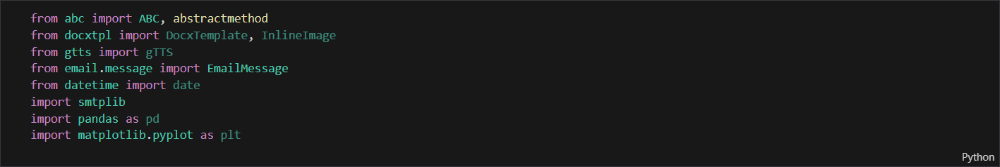 from abc import ABC, abstractmethod
from docxtpl import DocxTemplate, InlineImage
from gtts import gTTS
from email.message import EmailMessage
from datetime import date
import smtplib
import pandas as pd
import matplotlib.pyplot as plt
Python